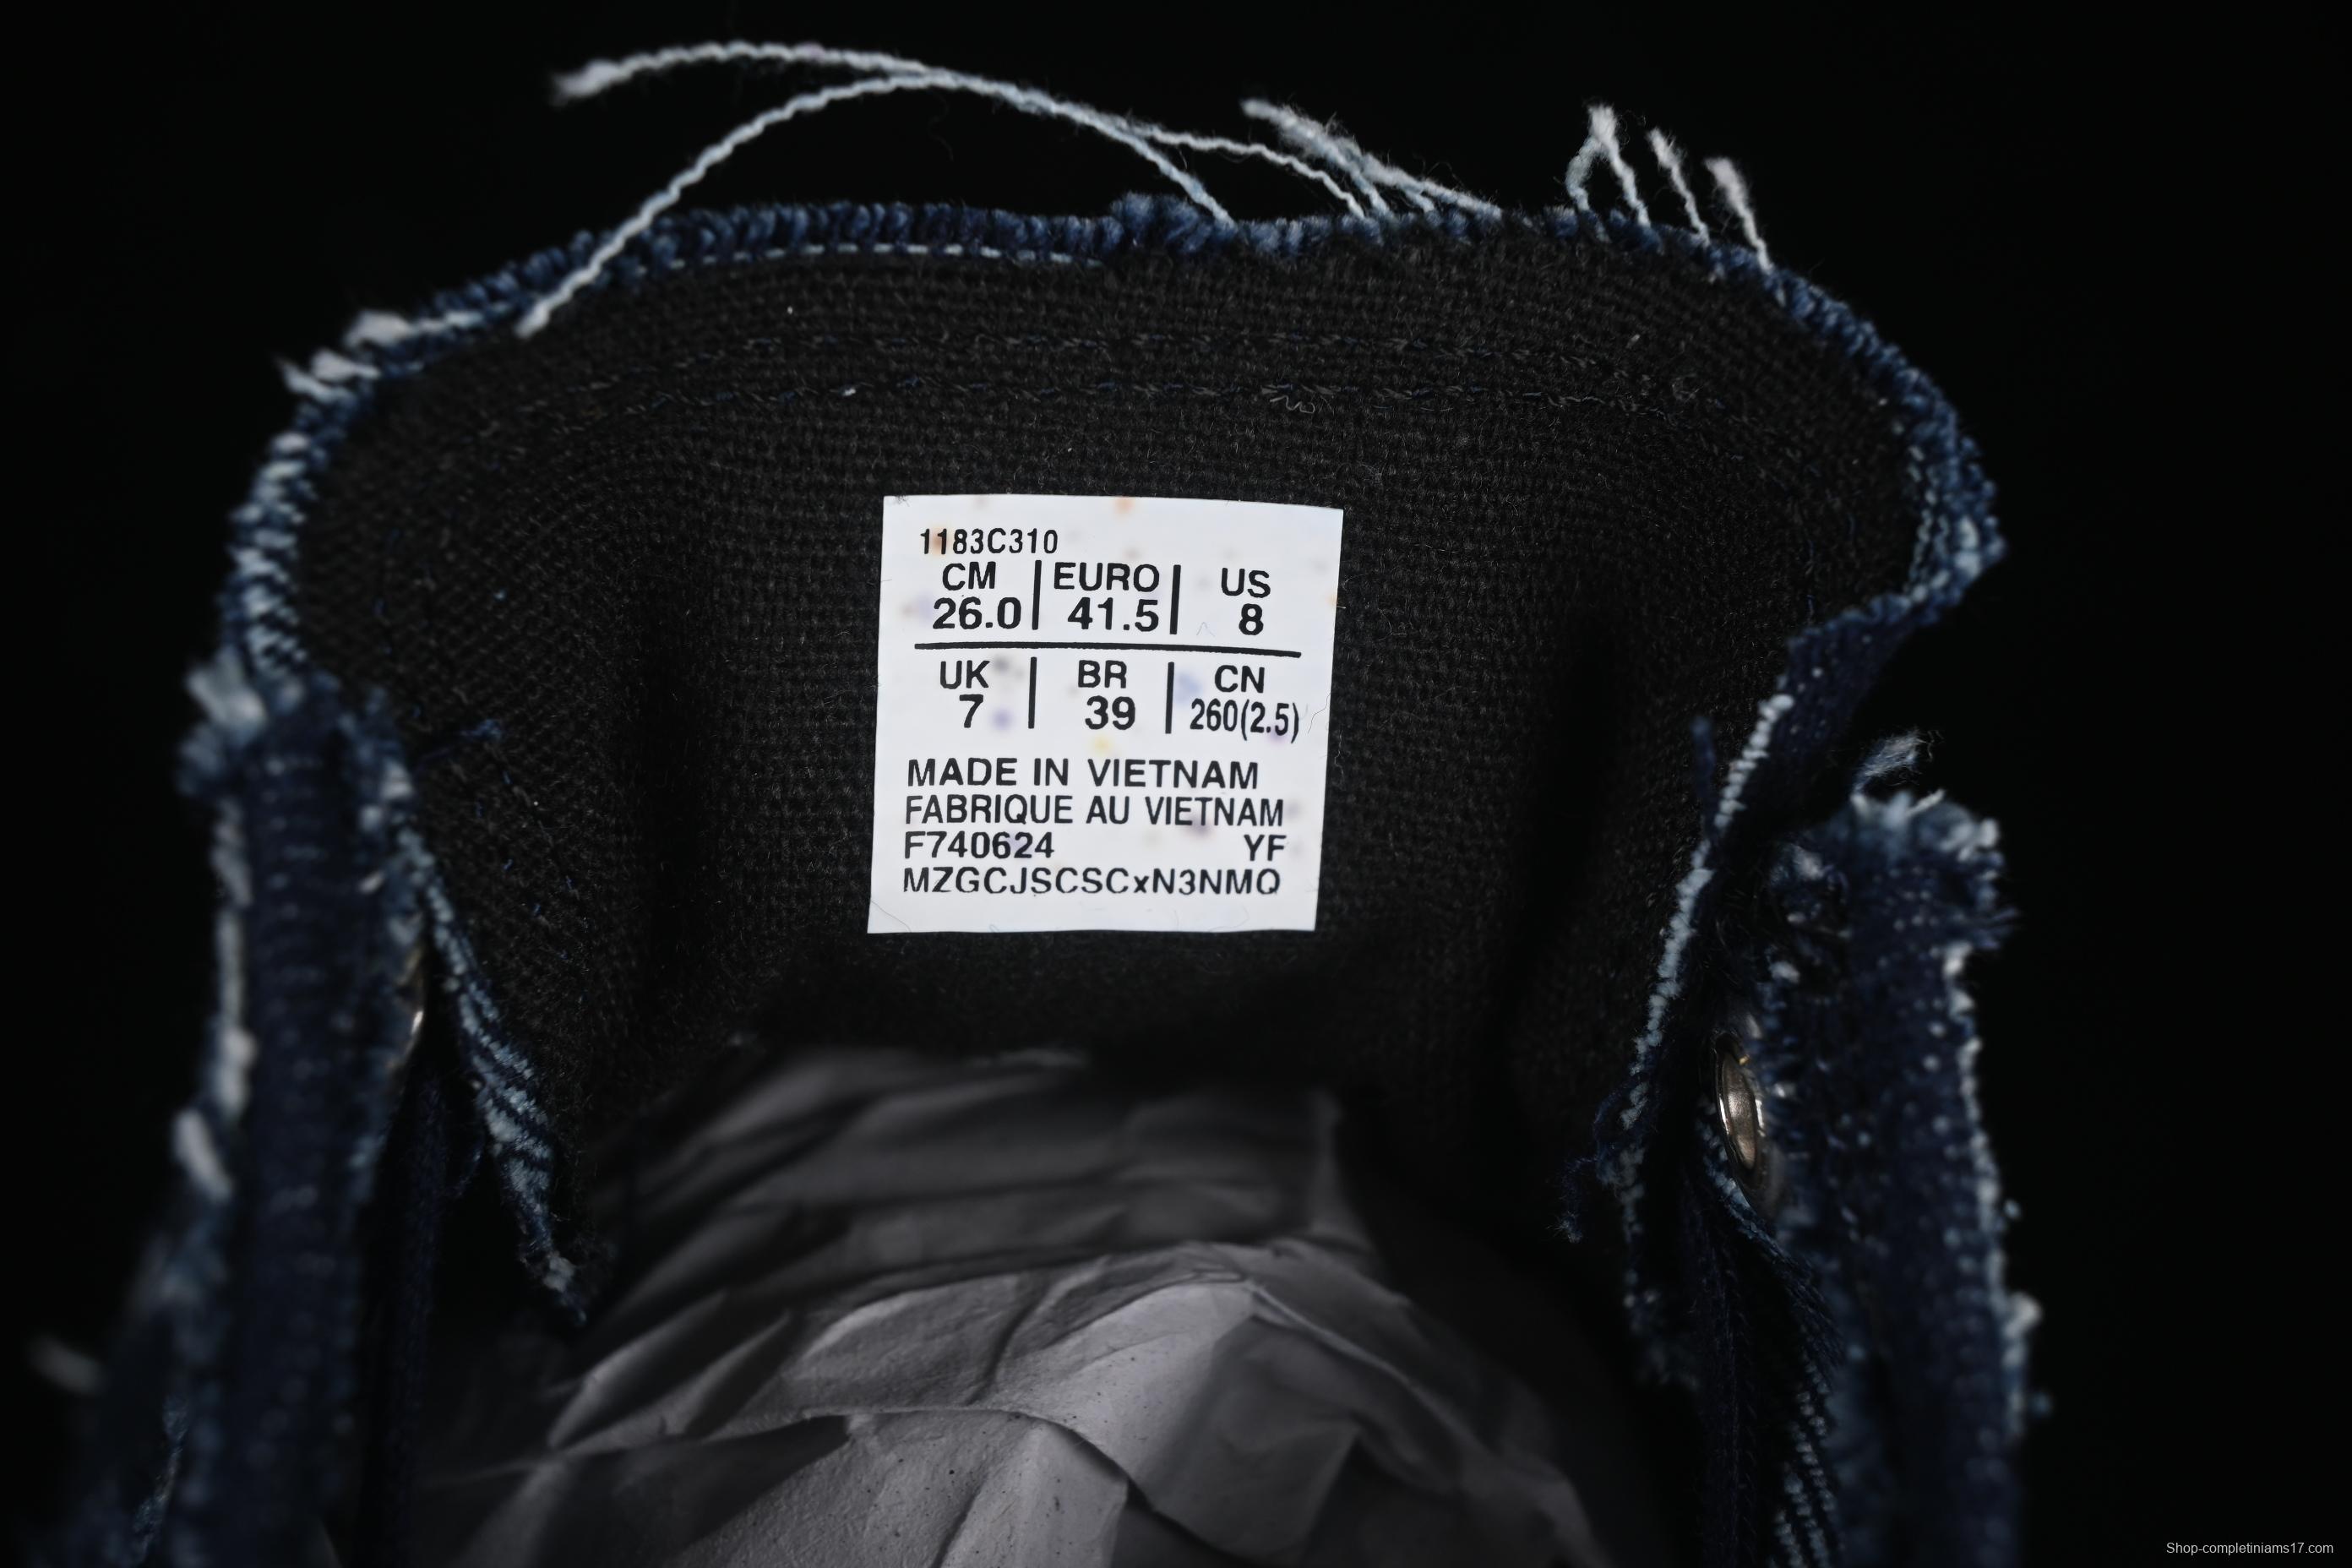 1183C310
CM | EURO | US
26.0 | 41.5 | 8
UK | BR | CN
7 | 39 | 260(2.5)
MADE IN VIETNAM
FABRIQUE AU VIETNAM
F740624 YF
MZGCJSCSCxN3NMQ
Shop-completiniams17.com